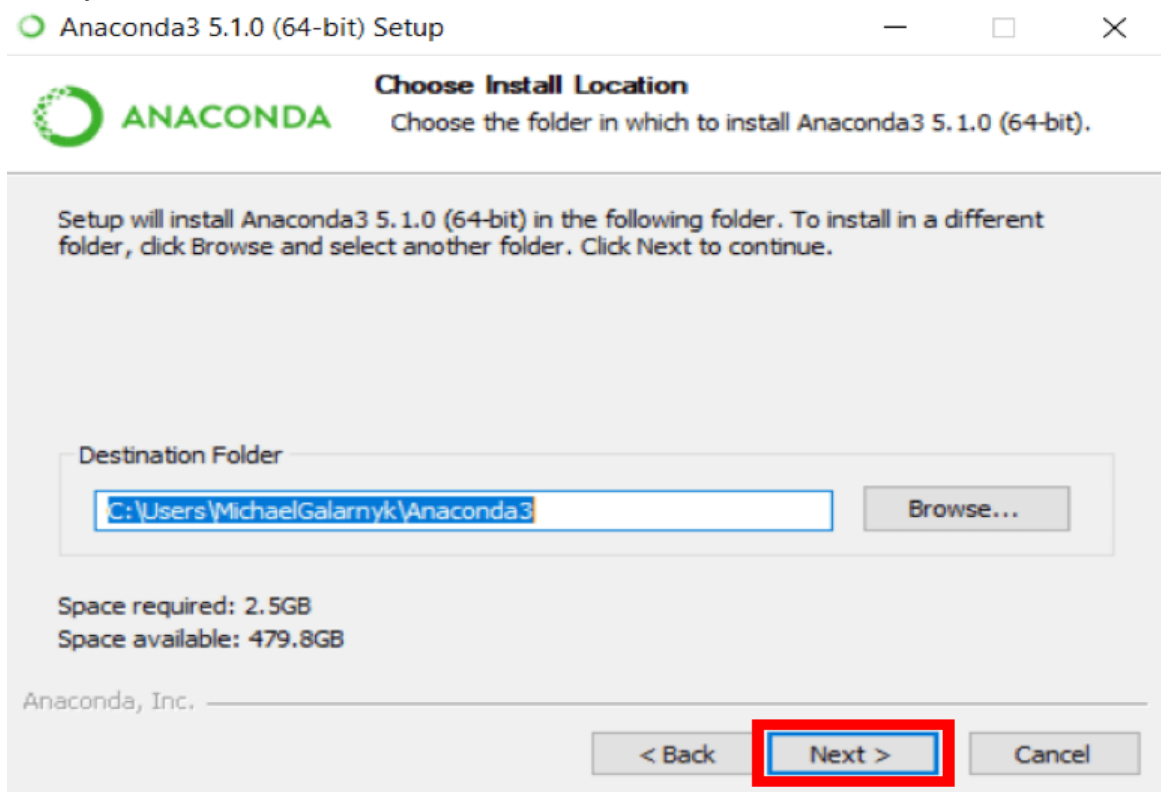 Anaconda3 5.1.0 (64-bit) Setup
ANACONDA
Choose Install Location
Choose the folder in which to install Anaconda3 5.1.0 (64-bit).
Setup will install Anaconda3 5.1.0 (64-bit) in the following folder. To install in a different
folder, click Browse and select another folder. Click Next to continue.
Destination Folder
C:\Users\MichaelGalarnyk\Anaconda3
Browse...
Space required: 2.5GB
Space available: 479.8GB
Anaconda, Inc.
< Back
Next >
Cancel